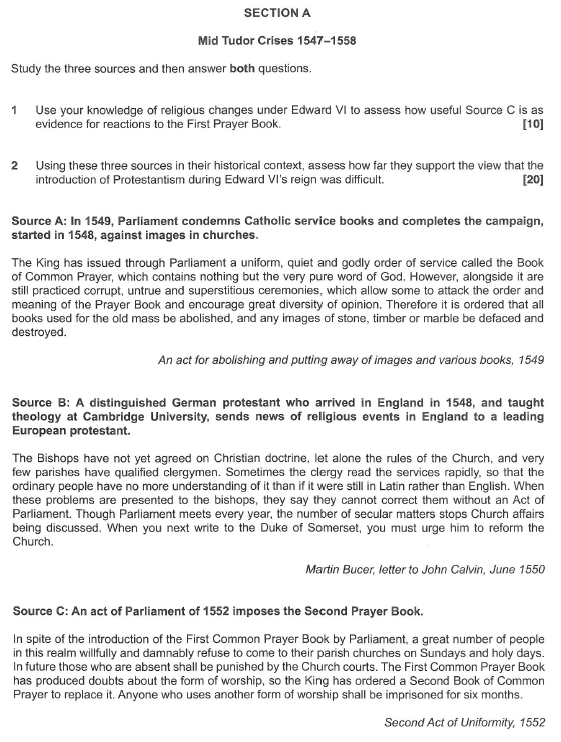 SECTION A
Mid Tudor Crises 1547–1558
Study the three sources and then answer both questions.
1 Use your knowledge of religious changes under Edward VI to assess how useful Source C is as
evidence for reactions to the First Prayer Book. [10]
2 Using these three sources in their historical context, assess how far they support the view that the
introduction of Protestantism during Edward VI's reign was difficult. [20]
Source A: In 1549, Parliament condemns Catholic service books and completes the campaign,
started in 1548, against images in churches.
The King has issued through Parliament a uniform, quiet and godly order of service called the Book
of Common Prayer, which contains nothing but the very pure word of God. However, alongside it are
still practiced corrupt, untrue and superstitious ceremonies, which allow some to attack the order and
meaning of the Prayer Book and encourage great diversity of opinion. Therefore it is ordered that all
books used for the old mass be abolished, and any images of stone, timber or marble be defaced and
destroyed.
An act for abolishing and putting away of images and various books, 1549
Source B: A distinguished German protestant who arrived in England in 1548, and taught
theology at Cambridge University, sends news of religious events in England to a leading
European protestant.
The Bishops have not yet agreed on Christian doctrine, let alone the rules of the Church, and very
few parishes have qualified clergymen. Sometimes the clergy read the services rapidly, so that the
ordinary people have no more understanding of it than if it were still in Latin rather than English. When
these problems are presented to the bishops, they say they cannot correct them without an Act of
Parliament. Though Parliament meets every year, the number of secular matters stops Church affairs
being discussed. When you next write to the Duke of Somerset, you must urge him to reform the
Church.
Martin Bucer, letter to John Calvin, June 1550
Source C: An act of Parliament of 1552 imposes the Second Prayer Book.
In spite of the introduction of the First Common Prayer Book by Parliament, a great number of people
in this realm willfully and damnably refuse to come to their parish churches on Sundays and holy days.
In future those who are absent shall be punished by the Church courts. The First Common Prayer Book
has produced doubts about the form of worship, so the King has ordered a Second Book of Common
Prayer to replace it. Anyone who uses another form of worship shall be imprisoned for six months.
Second Act of Uniformity, 1552